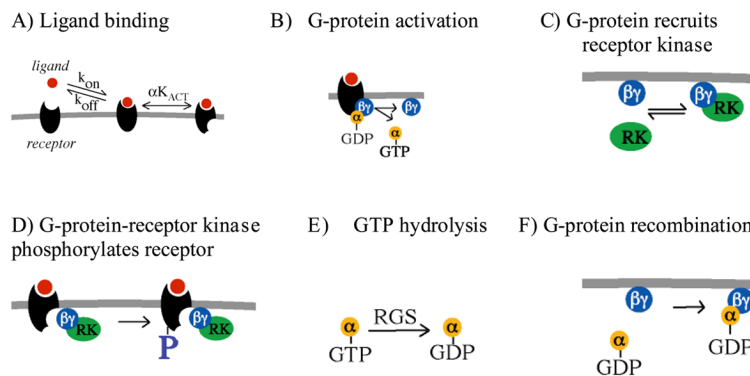 A) Ligand binding
ligand
kon
koff
αKACT
receptor
B) G-protein activation
βγ
βγ
α
α
GDP
GTP
C) G-protein recruits
receptor kinase
βγ
βγ
RK
RK
D) G-protein-receptor kinase
phosphorylates receptor
βγ
RK
βγ
RK
P
E) GTP hydrolysis
α
RGS
α
GTP
GDP
F) G-protein recombination
βγ
βγ
α
α
GDP
GDP